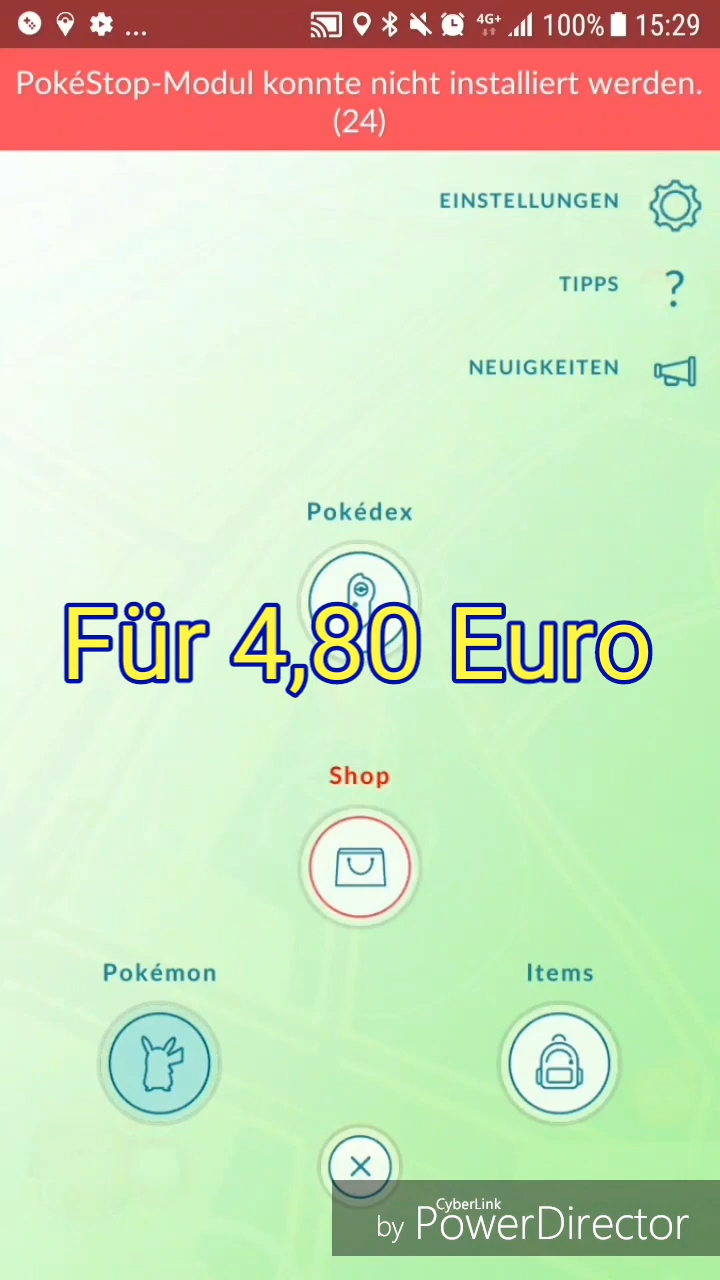 ... 4G+ 100% 15:29
PokéStop-Modul konnte nicht installiert werden.
(24)
EINSTELLUNGEN
TIPPS ?
NEUIGKEITEN
Pokédex
Für 4,80 Euro
Shop
Pokémon Items
CyberLink
by PowerDirector